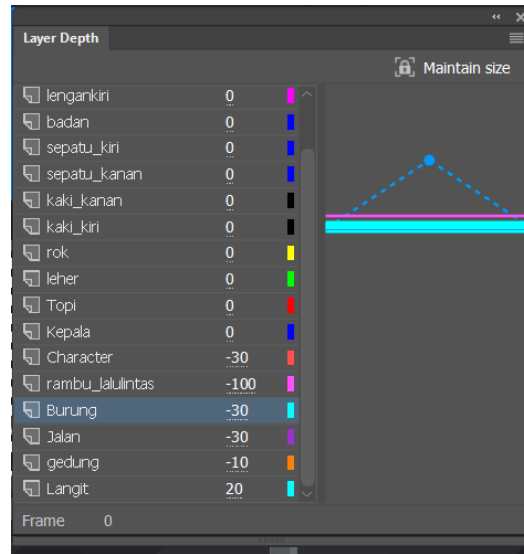 Layer Depth
Maintain size
lengankiri 0
badan 0
sepatu_kiri 0
sepatu_kanan 0
kaki_kanan 0
kaki_kiri 0
rok 0
leher 0
Topi 0
Kepala 0
Character -30
rambu_lalulintas -100
Burung -30
Jalan -30
gedung -10
Langit 20
Frame 0